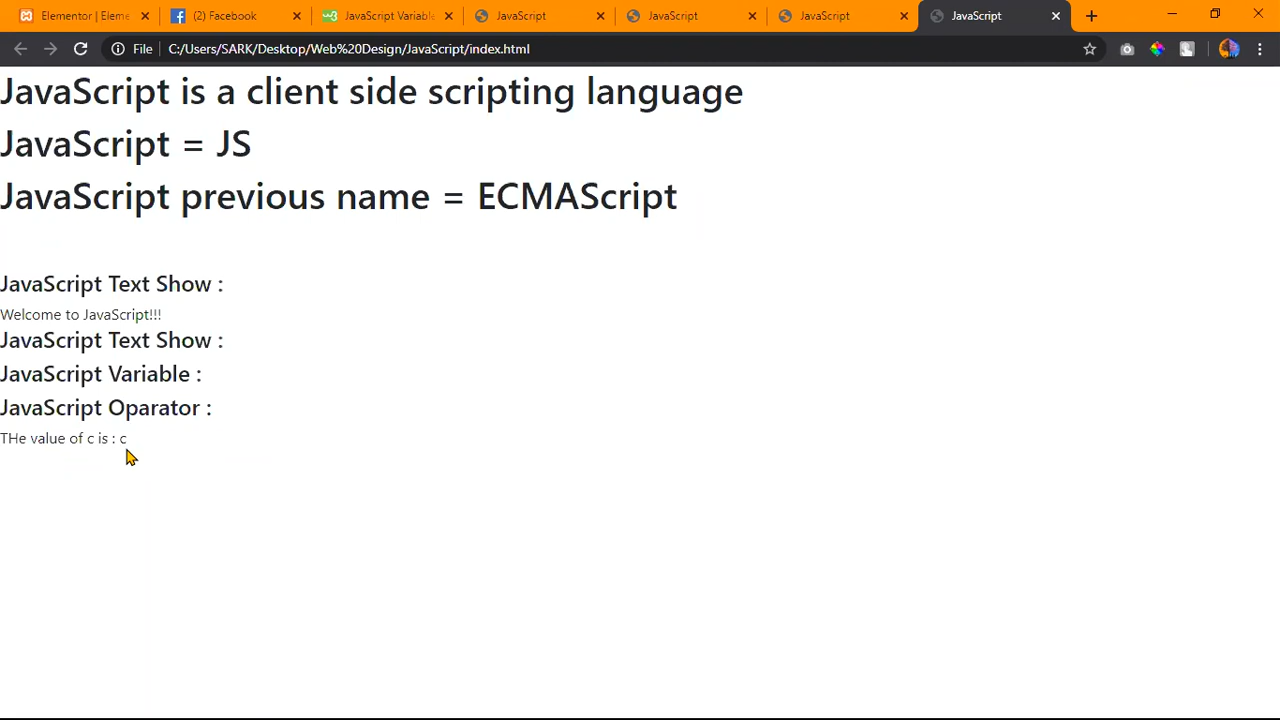 Elementor | Eleme
(2) Facebook
JavaScript Variable
JavaScript
JavaScript
JavaScript
JavaScript
File
C:/Users/SARK/Desktop/Web%20Design/JavaScript/index.html
JavaScript is a client side scripting language
JavaScript = JS
JavaScript previous name = ECMAScript
JavaScript Text Show :
Welcome to JavaScript!!!
JavaScript Text Show :
JavaScript Variable :
JavaScript Oparator :
THe value of c is : c